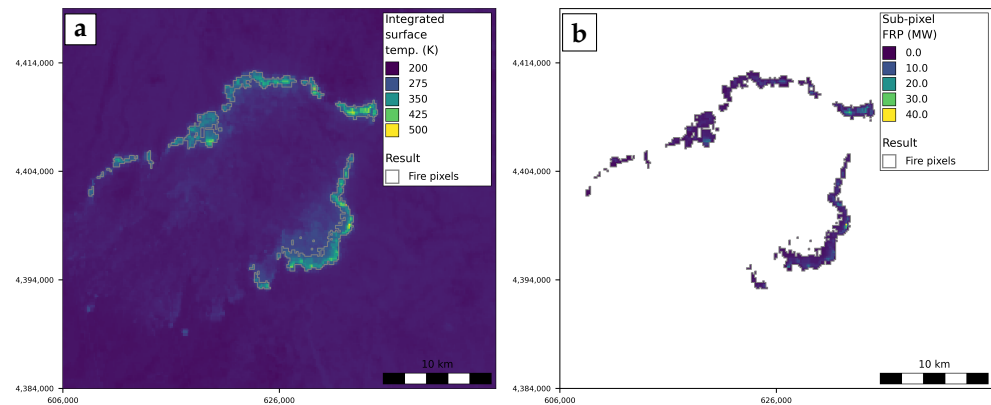 a
Integrated
surface
temp. (K)
200
275
350
425
500
Result
Fire pixels
4,414,000
4,404,000
4,394,000
4,384,000
606,000
626,000
10 km
b
Sub-pixel
FRP (MW)
0.0
10.0
20.0
30.0
40.0
Result
Fire pixels
4,414,000
4,404,000
4,394,000
4,384,000
606,000
626,000
10 km